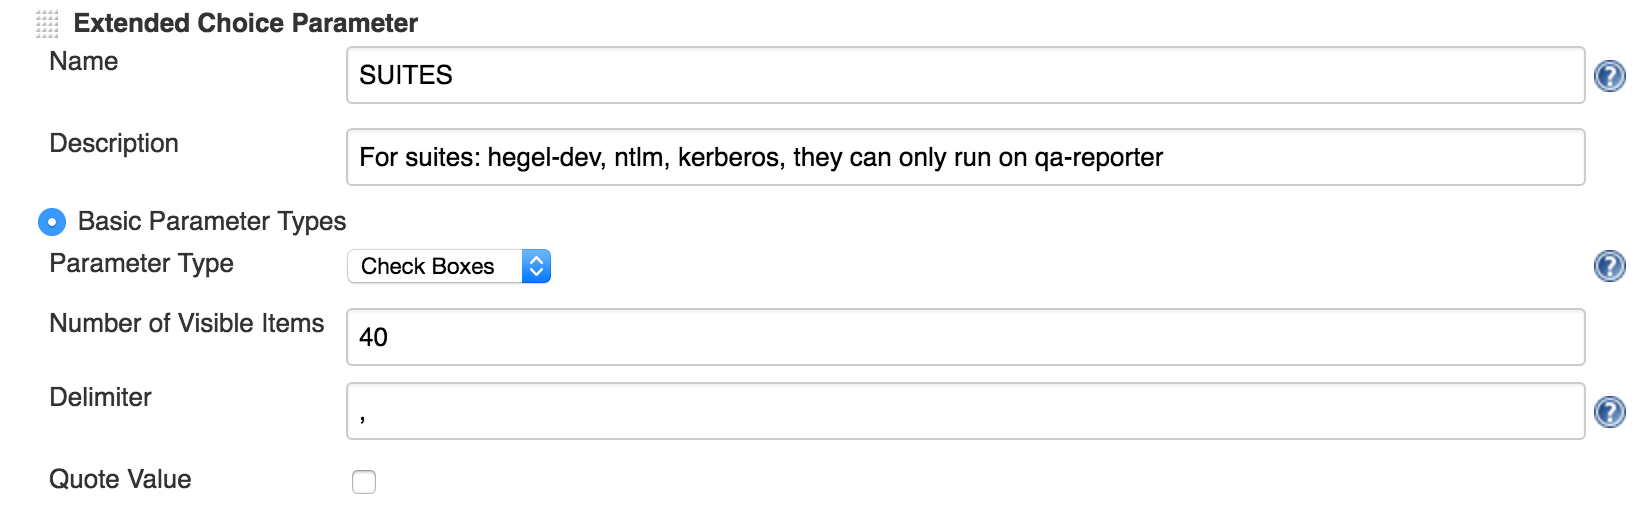 Extended Choice Parameter
Name
SUITES
Description
For suites: hegel-dev, ntlm, kerberos, they can only run on qa-reporter
Basic Parameter Types
Parameter Type
Check Boxes
Number of Visible Items
40
Delimiter
,
Quote Value